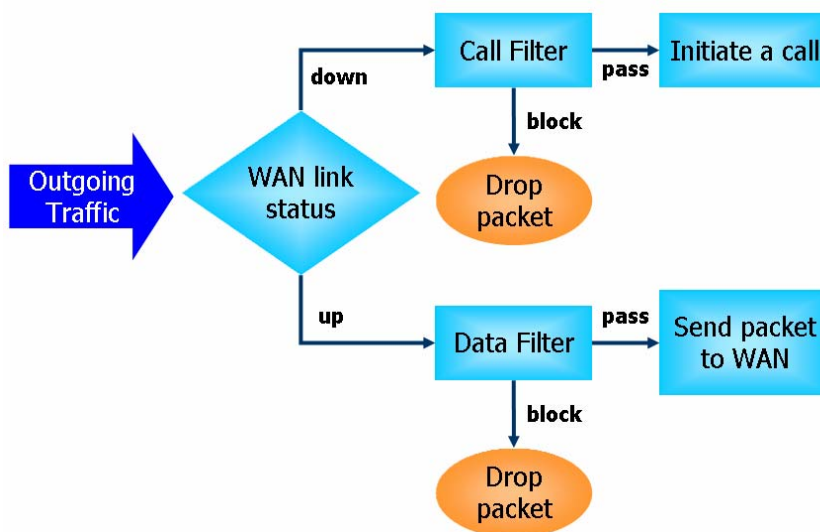 Outgoing
Traffic
WAN link
status
down
Call Filter
pass
Initiate a call
block
Drop
packet
up
Data Filter
pass
Send packet
to WAN
block
Drop
packet